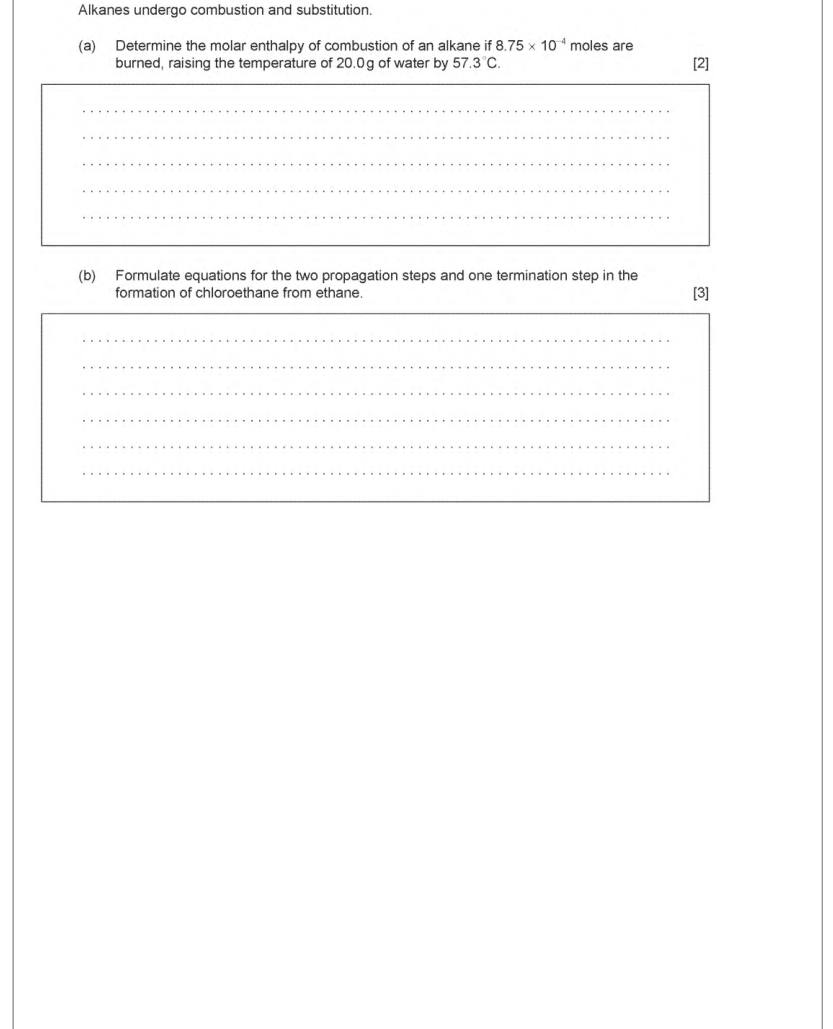 Alkanes undergo combustion and substitution.
(a) Determine the molar enthalpy of combustion of an alkane if 8.75 × 10⁻⁴ moles are
burned, raising the temperature of 20.0 g of water by 57.3 °C. [2]
(b) Formulate equations for the two propagation steps and one termination step in the
formation of chloroethane from ethane. [3]